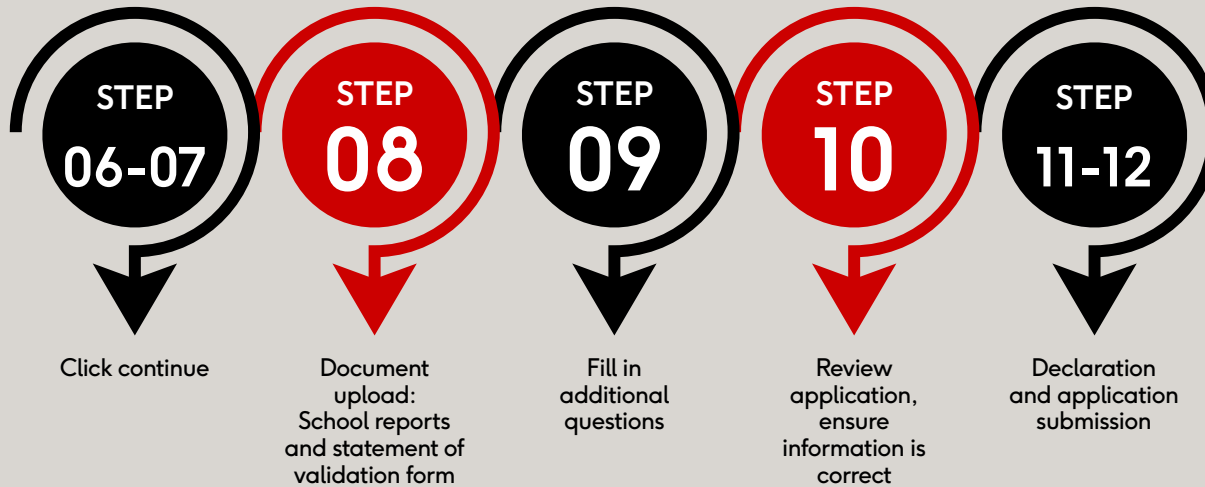 STEP
06-07
Click continue
STEP
08
Document
upload:
School reports
and statement of
validation form
STEP
09
Fill in
additional
questions
STEP
10
Review
application,
ensure
information is
correct
STEP
11-12
Declaration
and application
submission